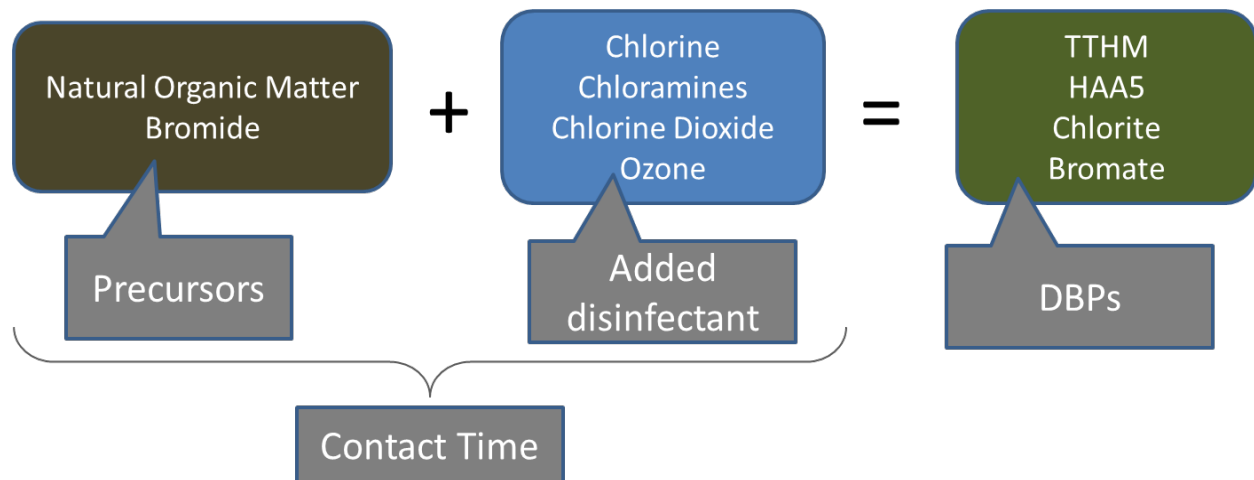 Natural Organic Matter
Bromide
+
Chlorine
Chloramines
Chlorine Dioxide
Ozone
=
TTHM
HAA5
Chlorite
Bromate
Precursors
Added
disinfectant
DBPs
Contact Time